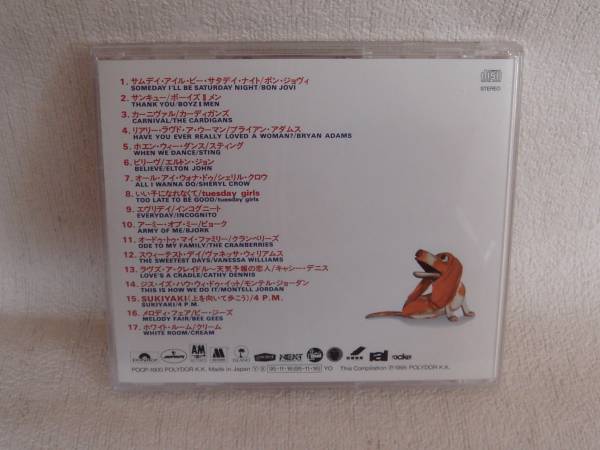 1. サムデイ・アイル・ビー・サタデイ・ナイト/ボン・ジョヴィ
SOMEDAY I'LL BE SATURDAY NIGHT/BON JOVI
2. サンキュー/ボーイズⅡメン
THANK YOU/BOYZ Ⅱ MEN
3. カーニヴァル/カーディガンズ
CARNIVAL/THE CARDIGANS
4. リアリー・ラヴド・ア・ウーマン/ブライアン・アダムス
HAVE YOU EVER REALLY LOVED A WOMAN?/BRYAN ADAMS
5. ホエン・ウィー・ダンス/スティング
WHEN WE DANCE/STING
6. ビリーヴ/エルトン・ジョン
BELIEVE/ELTON JOHN
7. オール・アイ・ウォナ・ドゥ/シェリル・クロウ
ALL I WANNA DO/SHERYL CROW
8. いい子になれなくて/tuesday girls
TOO LATE TO BE GOOD/tuesday girls
9. エヴリデイ/インコグニート
EVERYDAY/INCOGNITO
10. アーミー・オブ・ミー/ビョーク
ARMY OF ME/BJORK
11. オード・トゥ・マイ・ファミリー/クランベリーズ
ODE TO MY FAMILY/THE CRANBERRIES
12. スウィーテスト・デイ/ヴァネッサ・ウィリアムス
THE SWEETEST DAYS/VANESSA WILLIAMS
13. ラヴズ・ア・クレイドル〜天気予報の恋人/キャシー・デニス
LOVE'S A CRADLE/CATHY DENNIS
14. ジス・イズ・ハウ・ウィ・ドゥ・イット/モンテル・ジョーダン
THIS IS HOW WE DO IT/MONTELL JORDAN
15. SUKIYAKI(上を向いて歩こう)/4 P.M.
SUKIYAKI/4 P.M.
16. メロディ・フェア/ビー・ジーズ
MELODY FAIR/BEE GEES
17. ホワイト・ルーム/クリーム
WHITE ROOM/CREAM
disc
STEREO
A&M
NEXT
rocker
POCP-1600 POLYDOR K.K. Made in Japan
95・11・16
YO
This Compilation Ⓟ1995 POLYDOR K.K.